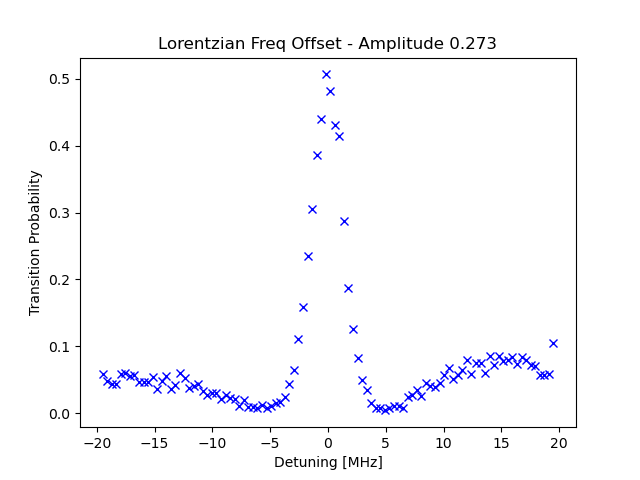 Lorentzian Freq Offset - Amplitude 0.273
Transition Probability
0.5
0.4
0.3
0.2
0.1
0.0
−20 −15 −10 −5 0 5 10 15 20
Detuning [MHz]